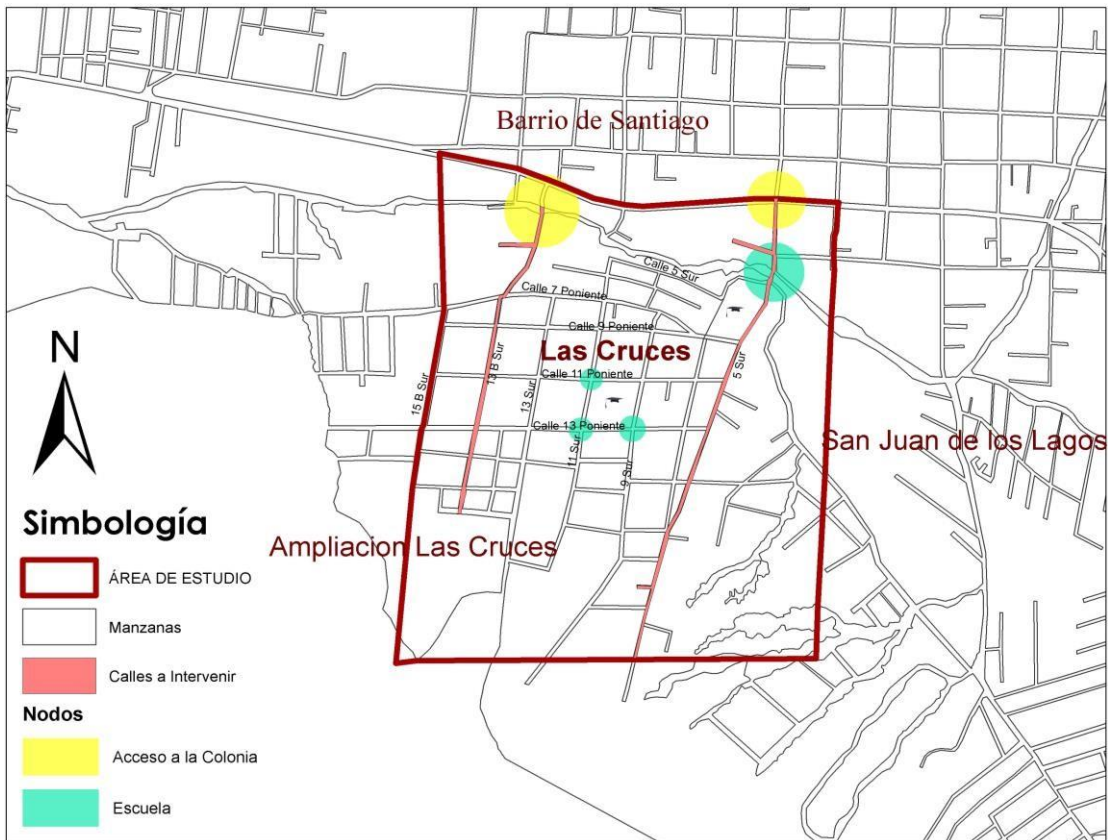 Barrio de Santiago
Calle 5 Sur
Calle 7 Poniente
Calle 9 Poniente
Las Cruces
Calle 11 Poniente
15 B Sur
13 B Sur
13 Sur
5 Sur
Calle 13 Poniente
11 Sur
9 Sur
San Juan de los Lagos
Ampliacion Las Cruces
N
Simbología
ÁREA DE ESTUDIO
Manzanas
Calles a Intervenir
Nodos
Acceso a la Colonia
Escuela